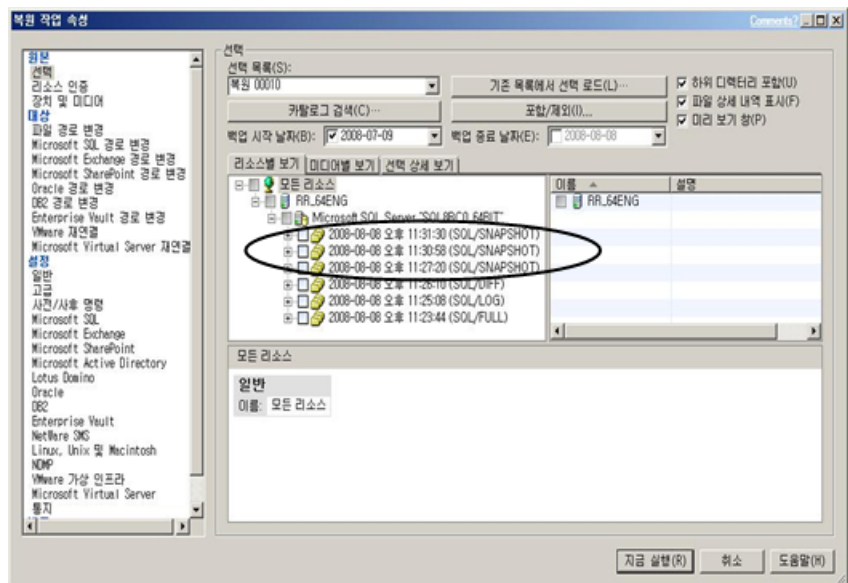 복원 작업 속성
Comments?
원본
선택
리소스 인증
장치 및 미디어
대상
파일 경로 변경
Microsoft SQL 경로 변경
Microsoft Exchange 경로 변경
Microsoft SharePoint 경로 변경
Oracle 경로 변경
DB2 경로 변경
Enterprise Vault 경로 변경
VMware 재연결
Microsoft Virtual Server 재연결
설정
일반
고급
사전/사후 명령
Microsoft SQL
Microsoft Exchange
Microsoft SharePoint
Microsoft Active Directory
Lotus Domino
Oracle
DB2
Enterprise Vault
NetWare SMS
Linux, Unix 및 Macintosh
NDMP
VMware 가상 인프라
Microsoft Virtual Server
통지
선택
선택 목록(S):
복원 00010
기존 목록에서 선택 로드(L)...
하위 디렉터리 포함(U)
카탈로그 검색(C)...
포함/제외(I)...
파일 상세 내역 표시(F)
미리 보기 창(P)
백업 시작 날짜(B): 2008-07-09
백업 종료 날짜(E): 2008-08-08
리소스별 보기
미디어별 보기
선택 상세 보기
모든 리소스
RR_64ENG
Microsoft SQL Server "SQL8BC0_64BIT"
2008-08-08 오후 11:31:30 (SQL/SNAPSHOT)
2008-08-08 오후 11:30:58 (SQL/SNAPSHOT)
2008-08-08 오후 11:27:20 (SQL/SNAPSHOT)
2008-08-08 오후 11:26:10 (SQL/DIFF)
2008-08-08 오후 11:25:08 (SQL/LOG)
2008-08-08 오후 11:23:44 (SQL/FULL)
이름
설명
RR_64ENG
모든 리소스
일반
이름: 모든 리소스
지금 실행(R)
취소
도움말(H)